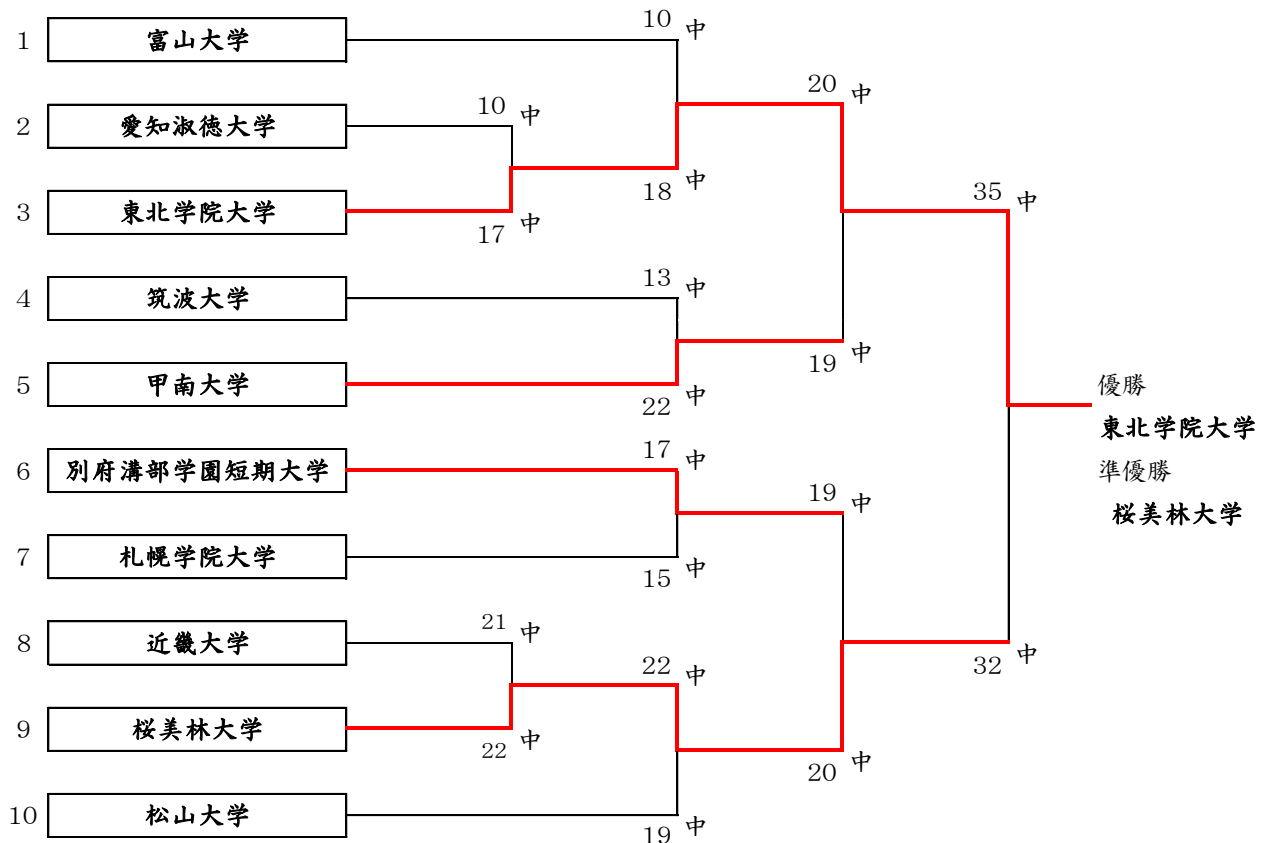 10 中
1 富山大学
20 中
10 中
2 愛知淑徳大学
18 中
35 中
3 東北学院大学
17 中
13 中
4 筑波大学
19 中
5 甲南大学
22 中
優勝
東北学院大学
17 中
6 別府溝部学園短期大学
準優勝
19 中
桜美林大学
7 札幌学院大学
15 中
21 中
8 近畿大学
22 中
32 中
9 桜美林大学
22 中
20 中
10 松山大学
19 中